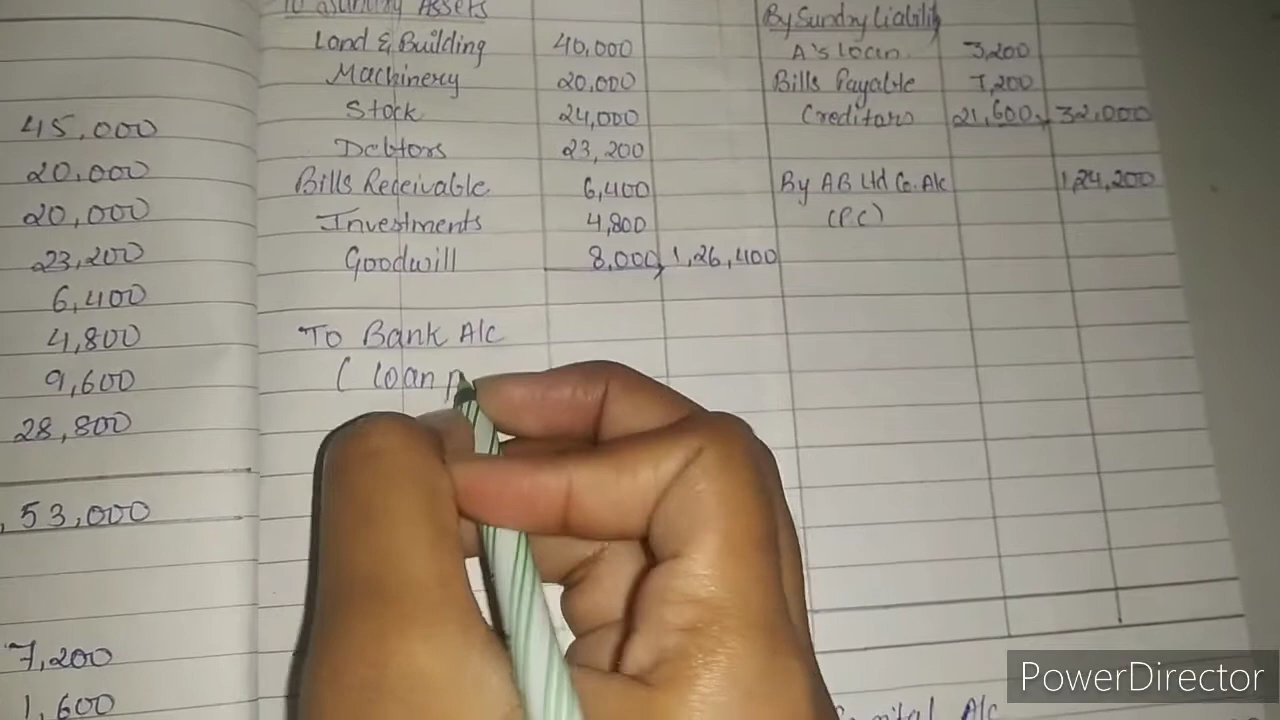 To Sundry Assets
Land & Building 40,000
Machinery 20,000
Stock 24,000
Debtors 23,200
Bills Receivable 6,400
Investments 4,800
Goodwill 8,000 1,26,400
To Bank A/c
( loan
By Sundry Liability
A's loan. 3,200
Bills Payable 7,200
Creditors 21,600 32,000
By AB Ltd Co. A/c 1,24,200
(P.C)
45,000
20,000
20,000
23,200
6,400
4,800
9,600
28,800
,53,000
7,200
1,600
A/c
PowerDirector